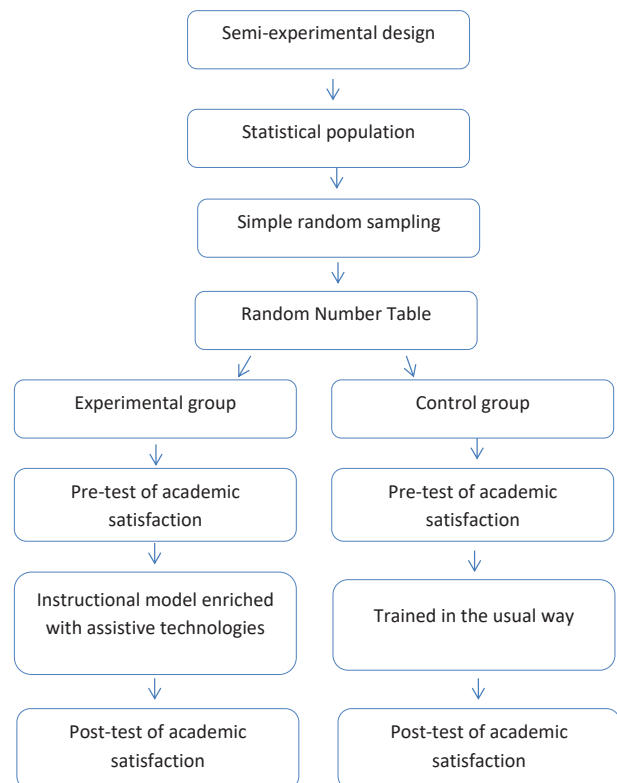 Semi-experimental design
Statistical population
Simple random sampling
Random Number Table
Experimental group
Control group
Pre-test of academic
satisfaction
Pre-test of academic
satisfaction
Instructional model enriched
with assistive technologies
Trained in the usual way
Post-test of academic
satisfaction
Post-test of academic
satisfaction